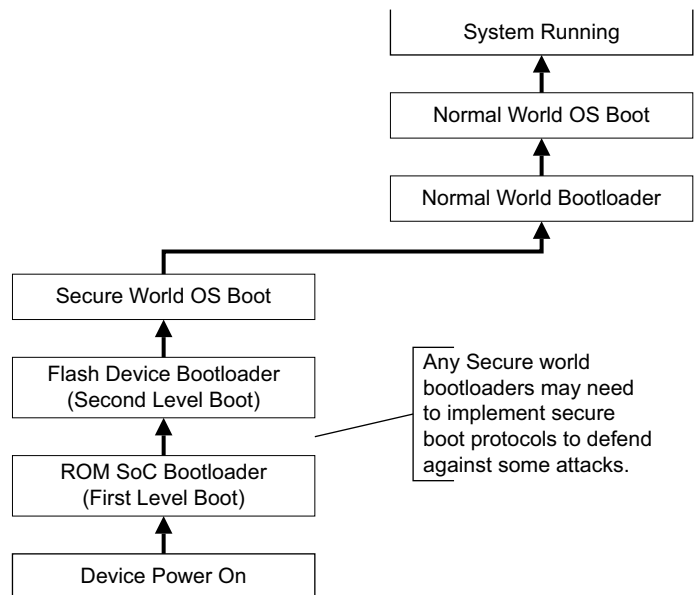 System Running
Normal World OS Boot
Normal World Bootloader
Secure World OS Boot
Flash Device Bootloader
(Second Level Boot)
Any Secure world
bootloaders may need
to implement secure
boot protocols to defend
against some attacks.
ROM SoC Bootloader
(First Level Boot)
Device Power On